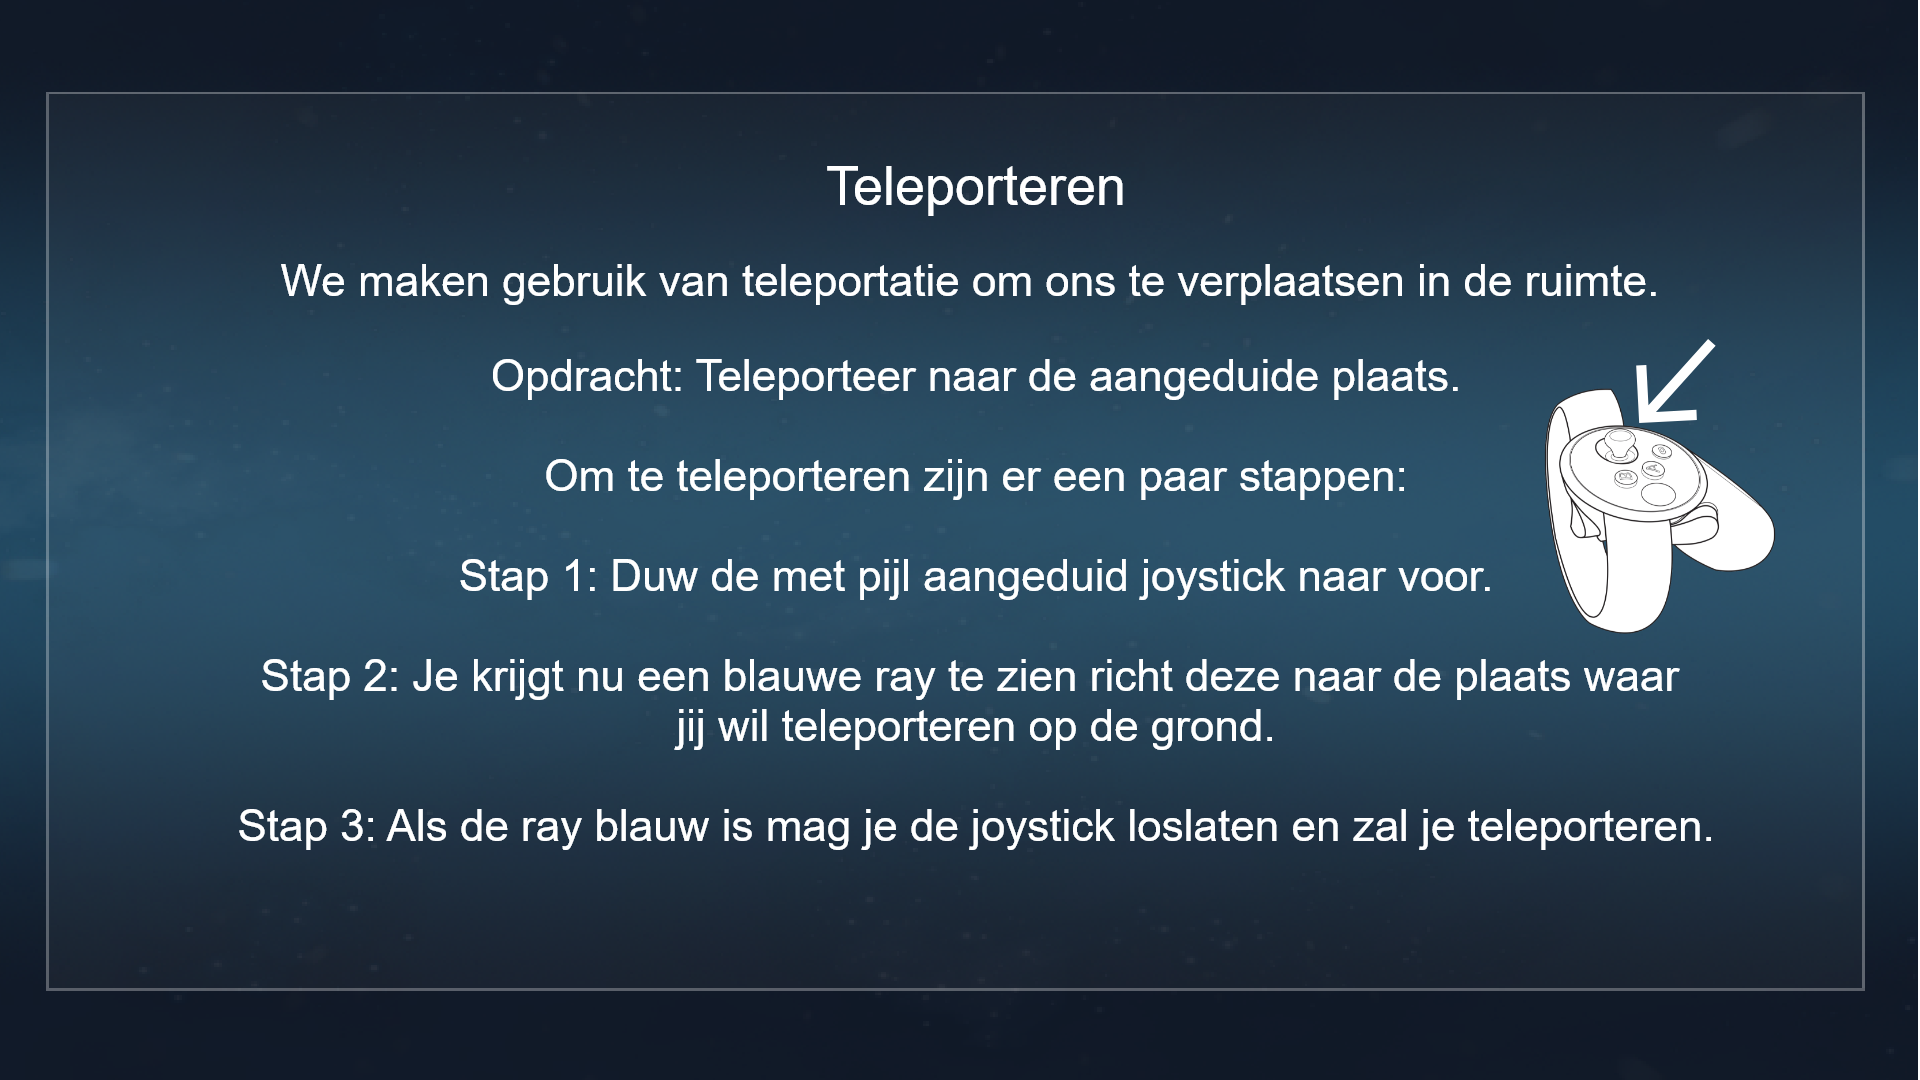 Teleporteren
We maken gebruik van teleportatie om ons te verplaatsen in de ruimte.
Opdracht: Teleporteer naar de aangeduide plaats.
Om te teleporteren zijn er een paar stappen:
Stap 1: Duw de met pijl aangeduid joystick naar voor.
Stap 2: Je krijgt nu een blauwe ray te zien richt deze naar de plaats waar
jij wil teleporteren op de grond.
Stap 3: Als de ray blauw is mag je de joystick loslaten en zal je teleporteren.